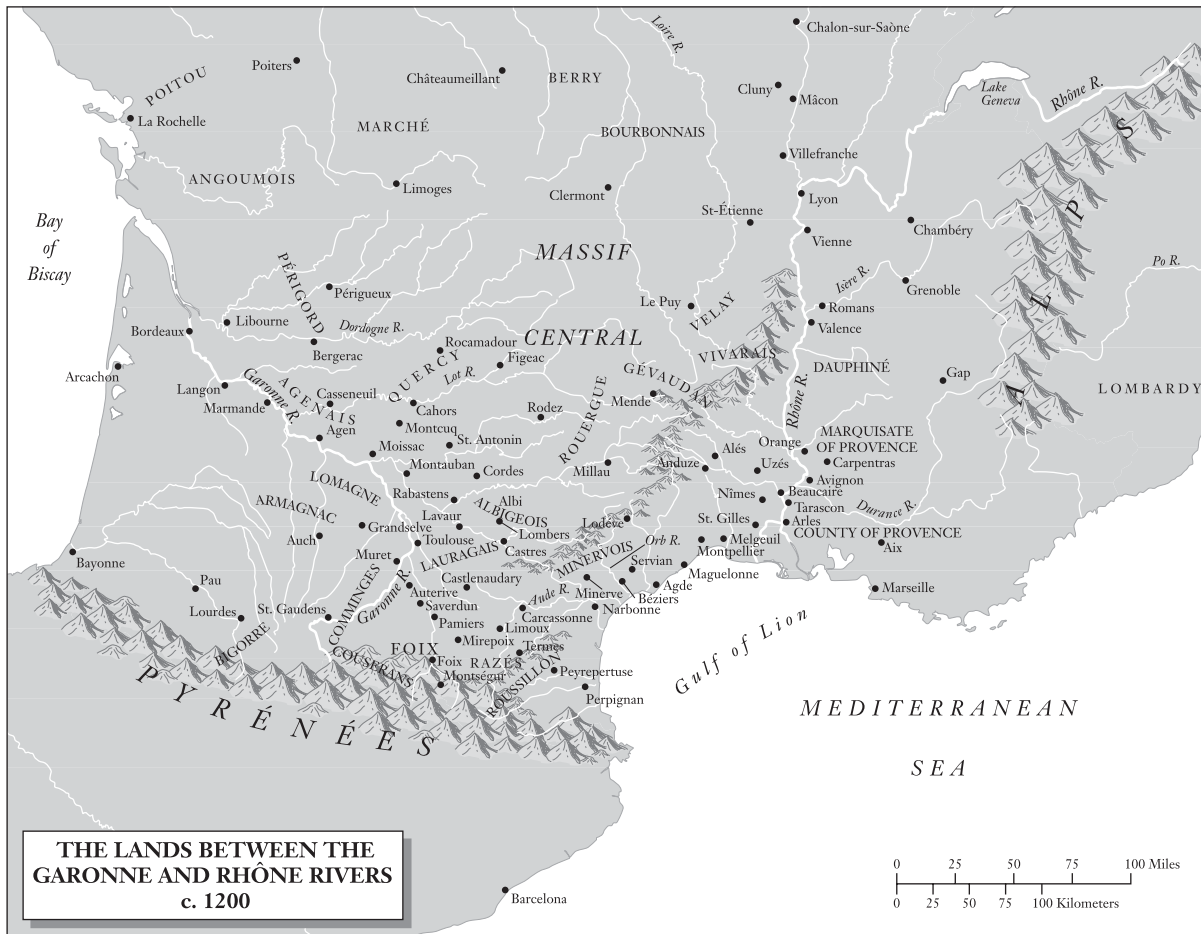 Chalon-sur-Saòne
Loire R.
Poitiers
Châteaumeillant
BERRY
POITOU
Cluny
Mâcon
Lake
Geneva
Rhône R.
La Rochelle
MARCHÉ
BOURBONNAIS
Villefranche
ANGOUMOIS
Limoges
Clermont
Lyon
St-Étienne
Vienne
Chambéry
Bay
of
Biscay
MASSIF
CENTRAL
ALPS
Po R.
PÉRIGORD
Périgueux
Isère R.
Grenoble
Le Puy
VELAY
Romans
Valence
Libourne
Bordeaux
Dordogne R.
Bergerac
Rocamadour
Figeac
QUERCY
Lot R.
VIVARAIS
GÉVAUDAN
DAUPHINÉ
Arcachon
Langon
Garonne R.
AGENAIS
Casseneuil
Marmande
Cahors
Rodez
Mende
Rhône R.
Gap
LOMBARDY
Agen
Montcuq
ROUERGUE
Moissac
St. Antonin
Orange
MARQUISATE
OF PROVENCE
Alés
Carpentras
Montauban
Cordes
Millau
Anduze
Uzés
Avignon
LOMAGNE
Rabastens
Albi
Nîmes
Beaucaire
Tarascon
Durance R.
ARMAGNAC
ALBIGEOIS
Lavaur
Lombers
Lodève
St. Gilles
Arles
Grandselve
Auch
Toulouse
LAURAGAIS
Castres
Orb R.
Montpellier
Melgeuil
COUNTY OF PROVENCE
Aix
Bayonne
Muret
MINERVOIS
Servian
Maguelonne
Pau
COMMINGES
Garonne R.
Castlenaudary
Auterive
Minerve
Beziers
Agde
Marseille
Lourdes
St. Gaudens
Saverdun
Aude R.
Carcassonne
Narbonne
Pamiers
Limoux
BIGORRE
Mirepoix
Termes
FOIX
Foix
RAZÈS
COUSERANS
Montségur
Peyrepertuse
ROUSSILLON
Perpignan
Gulf of Lion
PYRÉNÉES
MEDITERRANEAN
SEA
THE LANDS BETWEEN THE
GARONNE AND RHÔNE RIVERS
c. 1200
Barcelona
0 25 50 75 100 Miles
0 25 50 75 100 Kilometers